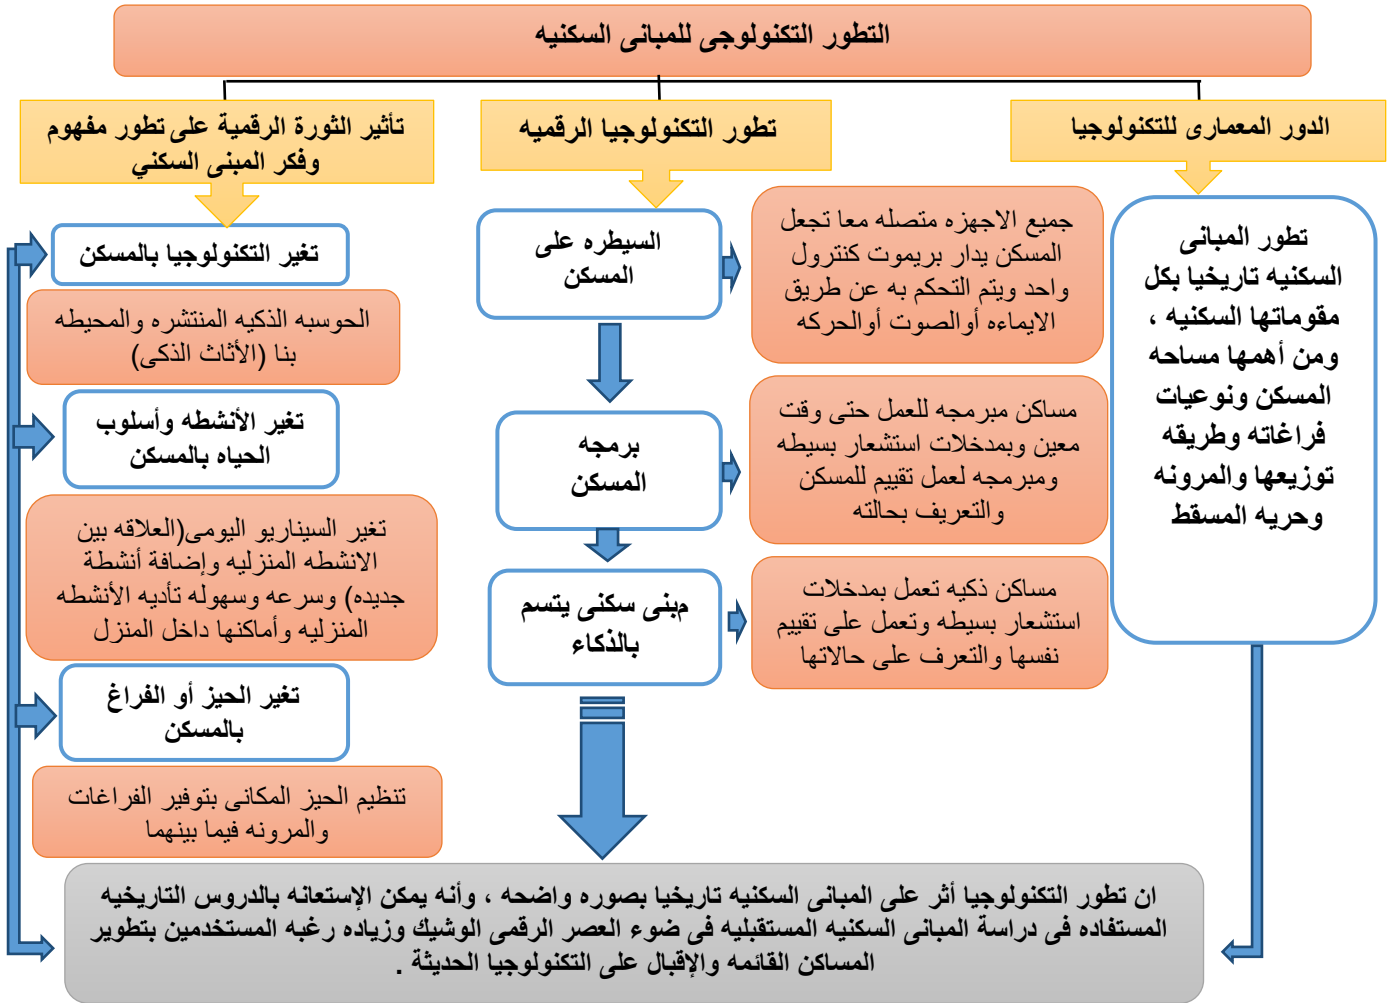 التطور التكنولوجى للمبانى السكنيه
الدور المعمارى للتكنولوجيا
تطور المبانى
السكنيه تاريخيا بكل
مقوماتها السكنيه ،
ومن أهمها مساحه
المسكن ونوعيات
فراغاته وطريقه
توزيعها والمرونه
وحريه المسقط
تطور التكنولوجيا الرقميه
السيطره على
المسكن
جميع الاجهزه متصله معا تجعل
المسكن يدار بريموت كنترول
واحد ويتم التحكم به عن طريق
الايماءه أوالصوت أوالحركه
برمجه
المسكن
مساكن مبرمجه للعمل حتى وقت
معين وبمدخلات استشعار بسيطه
ومبرمجه لعمل تقييم للمسكن
والتعريف بحالته
مبنى سكنى يتسم
بالذكاء
مساكن ذكيه تعمل بمدخلات
استشعار بسيطه وتعمل على تقييم
نفسها والتعرف على حالاتها
تأثير الثورة الرقمية على تطور مفهوم
وفكر المبنى السكني
تغير التكنولوجيا بالمسكن
الحوسبه الذكيه المنتشره والمحيطه
بنا (الأثاث الذكى)
تغير الأنشطه وأسلوب
الحياه بالمسكن
تغير السيناريو اليومى(العلاقه بين
الانشطه المنزليه وإضافة أنشطة
جديده) وسرعه وسهوله تأديه الأنشطه
المنزليه وأماكنها داخل المنزل
تغير الحيز أو الفراغ
بالمسكن
تنظيم الحيز المكانى بتوفير الفراغات
والمرونه فيما بينهما
ان تطور التكنولوجيا أثر على المبانى السكنيه تاريخيا بصوره واضحه ، وأنه يمكن الإستعانه بالدروس التاريخيه
المستفاده فى دراسة المبانى السكنيه المستقبليه فى ضوء العصر الرقمى الوشيك وزياده رغبه المستخدمين بتطوير
المساكن القائمه والإقبال على التكنولوجيا الحديثة .